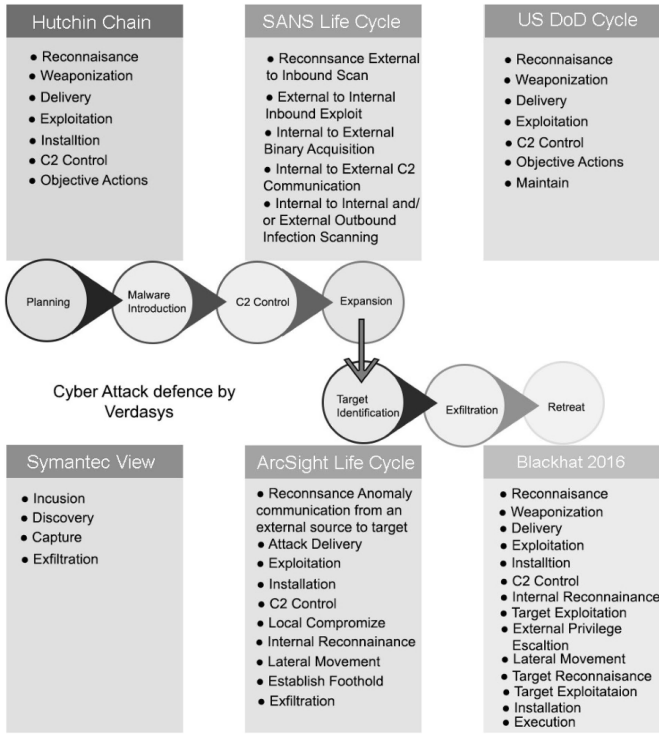 Hutchin Chain
● Reconnaisance
● Weaponization
● Delivery
● Exploitation
● Installtion
● C2 Control
● Objective Actions
SANS Life Cycle
● Reconnsance External
to Inbound Scan
● External to Internal
Inbound Exploit
● Internal to External
Binary Acquisition
● Internal to External C2
Communication
● Internal to Internal and/
or External Outbound
Infection Scanning
US DoD Cycle
● Reconnaisance
● Weaponization
● Delivery
● Exploitation
● C2 Control
● Objective Actions
● Maintain
Planning
Malware
Introduction
C2 Control
Expansion
Cyber Attack defence by
Verdasys
Target
Identification
Exfiltration
Retreat
Symantec View
● Incusion
● Discovery
● Capture
● Exfiltration
ArcSight Life Cycle
● Reconnsance Anomaly
communication from an
external source to target
● Attack Delivery
● Exploitation
● Installation
● C2 Control
● Local Compromize
● Internal Reconnainance
● Lateral Movement
● Establish Foothold
● Exfiltration
Blackhat 2016
● Reconnaisance
● Weaponization
● Delivery
● Exploitation
● Installtion
● C2 Control
● Internal Reconnainance
● Target Exploitation
● External Privilege
Escaltion
● Lateral Movement
● Target Reconnaisance
● Target Exploitataion
● Installation
● Execution